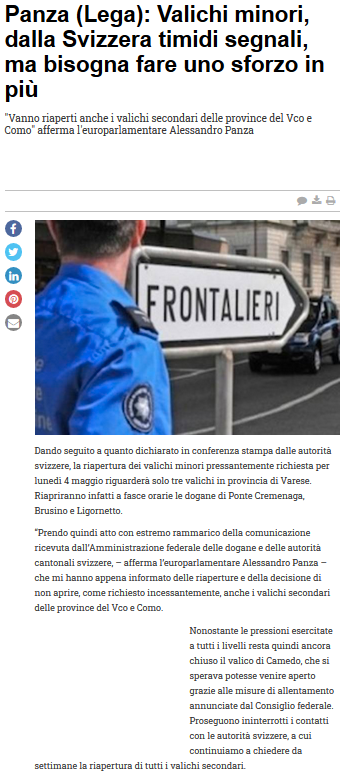 Panza (Lega): Valichi minori,
dalla Svizzera timidi segnali,
ma bisogna fare uno sforzo in
più
"Vanno riaperti anche i valichi secondari delle province del Vco e
Como" afferma l'europarlamentare Alessandro Panza
FRONTALIERI
Dando seguito a quanto dichiarato in conferenza stampa dalle autorità
svizzere, la riapertura dei valichi minori pressantemente richiesta per
lunedì 4 maggio riguarderà solo tre valichi in provincia di Varese.
Riapriranno infatti a fasce orarie le dogane di Ponte Cremenaga,
Brusino e Ligornetto.
"Prendo quindi atto con estremo rammarico della comunicazione
ricevuta dall'Amministrazione federale delle dogane e delle autorità
cantonali svizzere, – afferma l'europarlamentare Alessandro Panza –
che mi hanno appena informato delle riaperture e della decisione di
non aprire, come richiesto incessantemente, anche i valichi secondari
delle province del Vco e Como.
Nonostante le pressioni esercitate
a tutti i livelli resta quindi ancora
chiuso il valico di Camedo, che si
sperava potesse venire aperto
grazie alle misure di allentamento
annunciate dal Consiglio federale.
Proseguono ininterrotti i contatti
con le autorità svizzere, a cui
continuiamo a chiedere da
settimane la riapertura di tutti i valichi secondari.